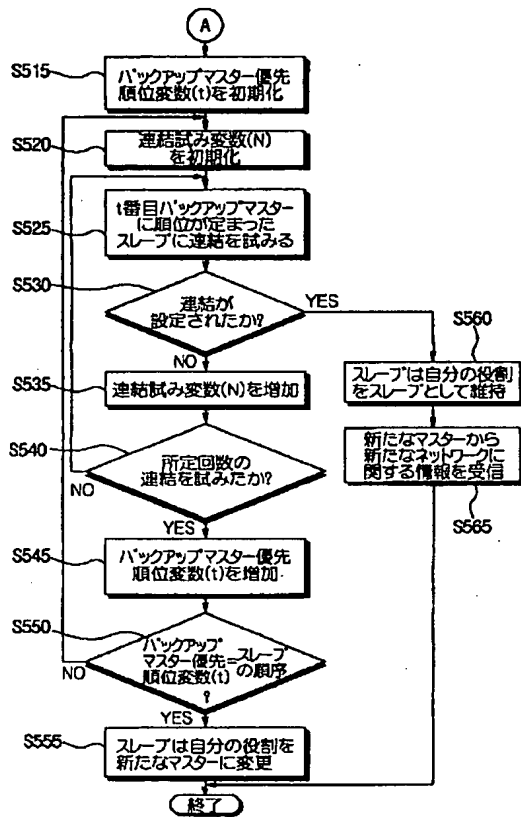 A
S515
バックアップマスター優先
順位変数(t)を初期化
S520
連結試み変数(N)
を初期化
S525
t番目バックアップマスター
に順位が定まった
スレーブに連結を試みる
S530
連結が
設定されたか?
YES
NO
S535
連結試み変数(N)を増加
S540
所定回数の
連結を試みたか?
NO
YES
S545
バックアップマスター優先
順位変数(t)を増加
S550
バックアップ
マスター優先=スレーブ
順位変数(t) の順序
?
NO
YES
S555
スレーブは自分の役割を
新たなマスターに変更
S560
スレーブは自分の役割
をスレーブとして維持
新たなマスターから
新たなネットワークに
関する情報を受信
S565
終了